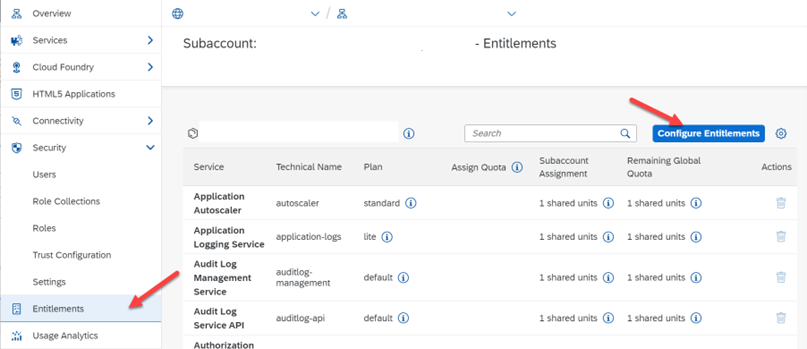 Overview
Services
Cloud Foundry
HTML5 Applications
Connectivity
Security
Users
Role Collections
Roles
Trust Configuration
Settings
Entitlements
Usage Analytics
/
Subaccount: - Entitlements
Search
Configure Entitlements
Service Technical Name Plan Assign Quota Subaccount Assignment Remaining Global Quota Actions
Application
Autoscaler autoscaler standard 1 shared units 1 shared units
Application
Logging Service application-logs lite 1 shared units 1 shared units
Audit Log
Management
Service auditlog-
management default 1 shared units 1 shared units
Audit Log
Service API auditlog-api default 1 shared units 1 shared units
Authorization